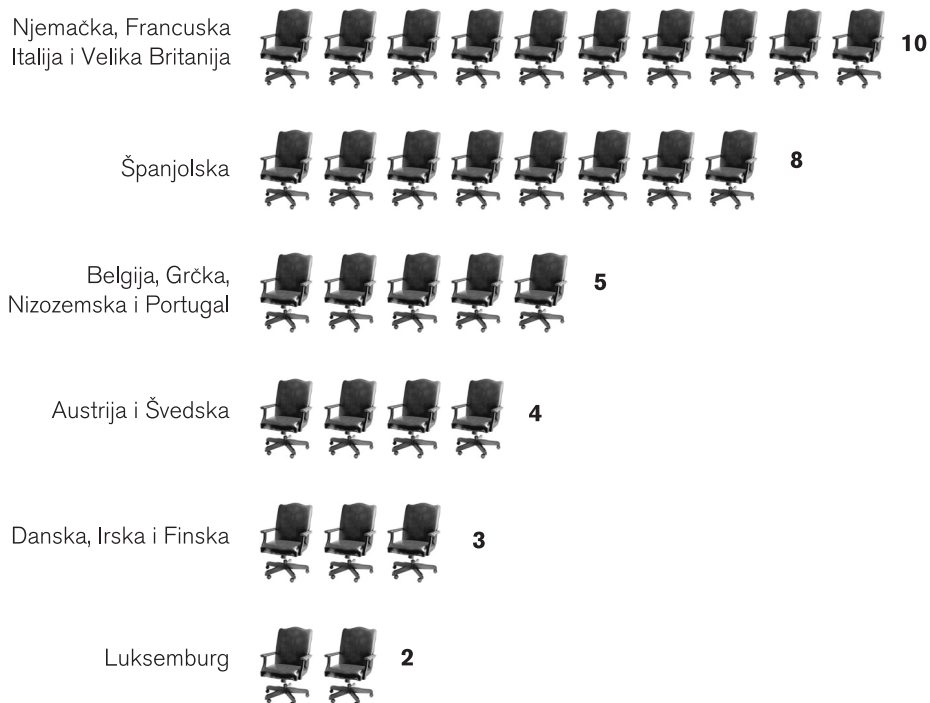 Njemačka, Francuska
Italija i Velika Britanija
10
Španjolska
8
Belgija, Grčka,
Nizozemska i Portugal
5
Austrija i Švedska
4
Danska, Irska i Finska
3
Luksemburg
2